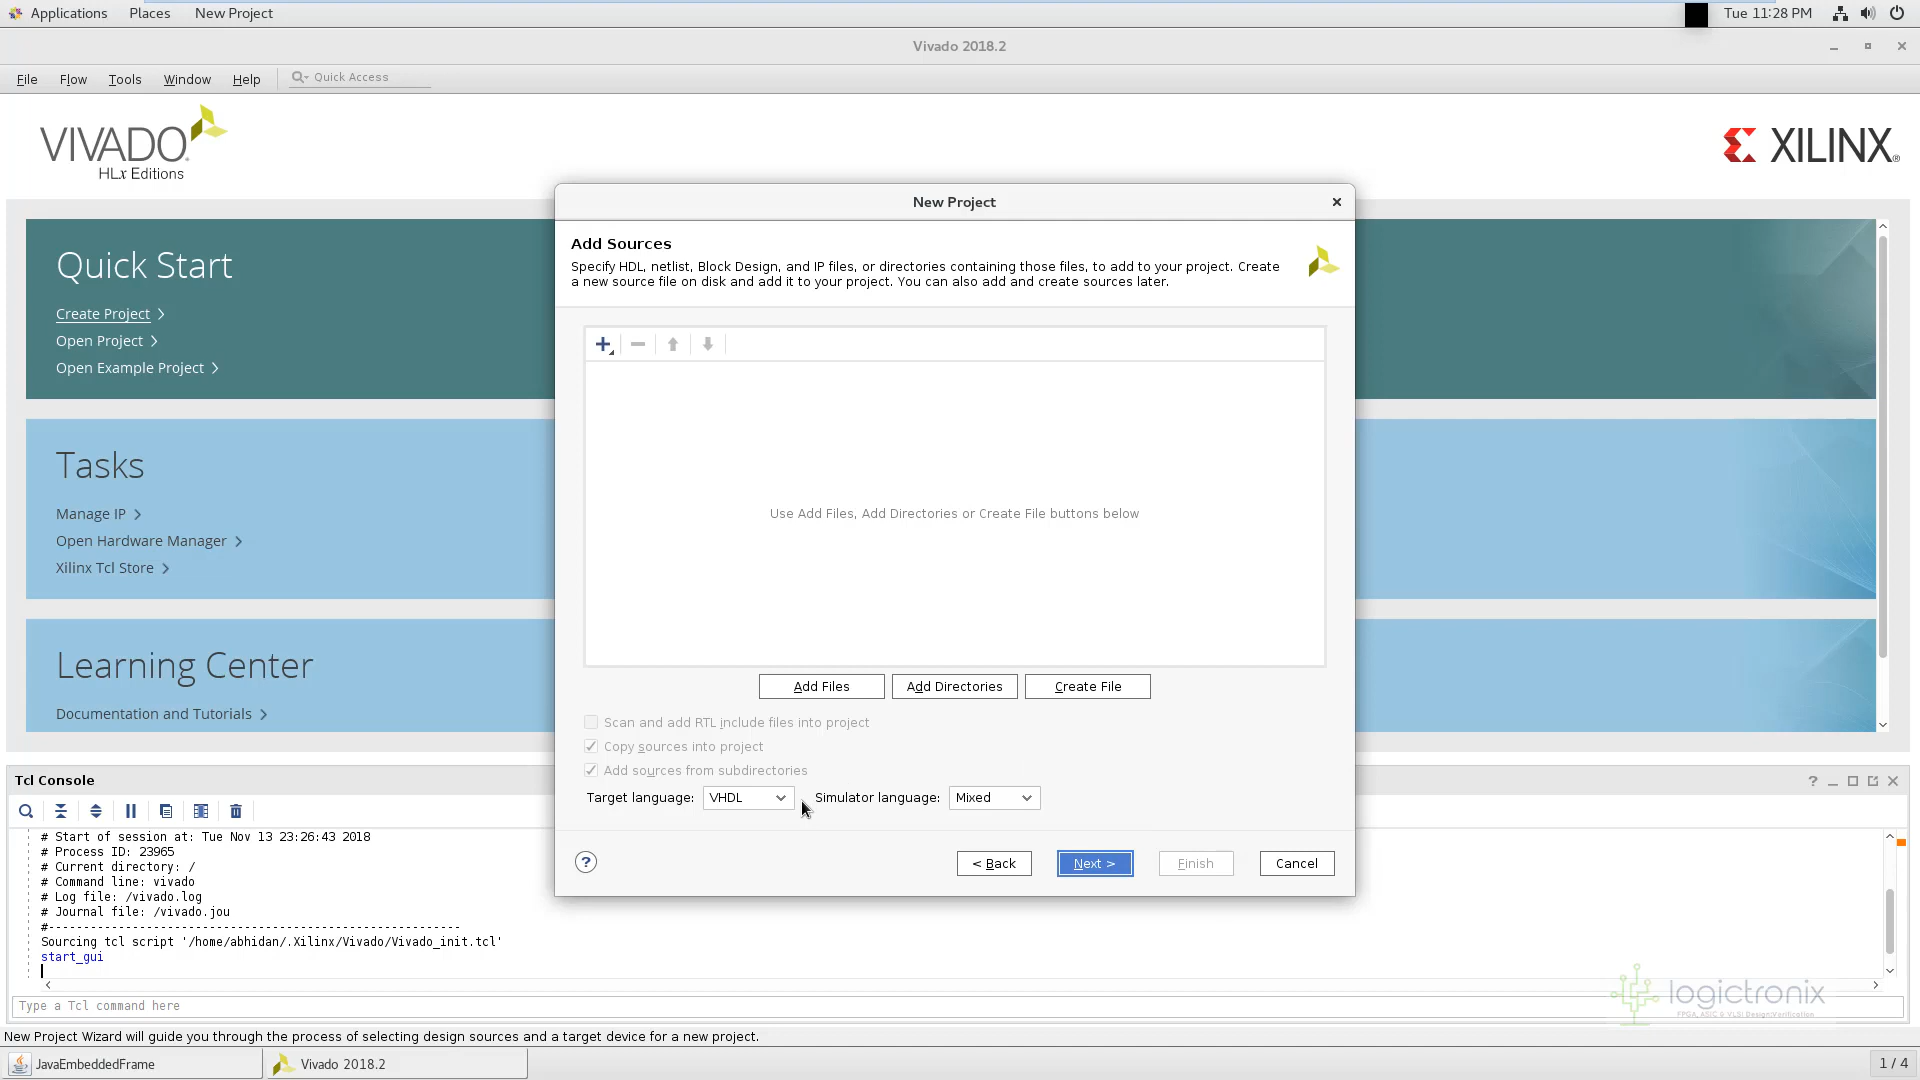 Applications Places New Project Tue 11:28 PM
Vivado 2018.2
File Flow Tools Window Help Quick Access
VIVADO
HLx Editions
XILINX
New Project
Add Sources
Specify HDL, netlist, Block Design, and IP files, or directories containing those files, to add to your project. Create
a new source file on disk and add it to your project. You can also add and create sources later.
Quick Start
Create Project
Open Project
Open Example Project
Tasks
Manage IP
Open Hardware Manager
Xilinx Tcl Store
Learning Center
Documentation and Tutorials
Use Add Files, Add Directories or Create File buttons below
Add Files Add Directories Create File
Scan and add RTL include files into project
Copy sources into project
Add sources from subdirectories
Target language: VHDL Simulator language: Mixed
? < Back Next > Finish Cancel
Tcl Console
# Start of session at: Tue Nov 13 23:26:43 2018
# Process ID: 23965
# Current directory: /
# Command line: vivado
# Log file: /vivado.log
# Journal file: /vivado.jou
#-----------------------------------------------------------
Sourcing tcl script '/home/abhidan/.Xilinx/Vivado/Vivado_init.tcl'
start_gui
Type a Tcl command here
logictronix
FPGA, ASIC & VLSI Design:Verification
New Project Wizard will guide you through the process of selecting design sources and a target device for a new project.
JavaEmbeddedFrame Vivado 2018.2 1 / 4